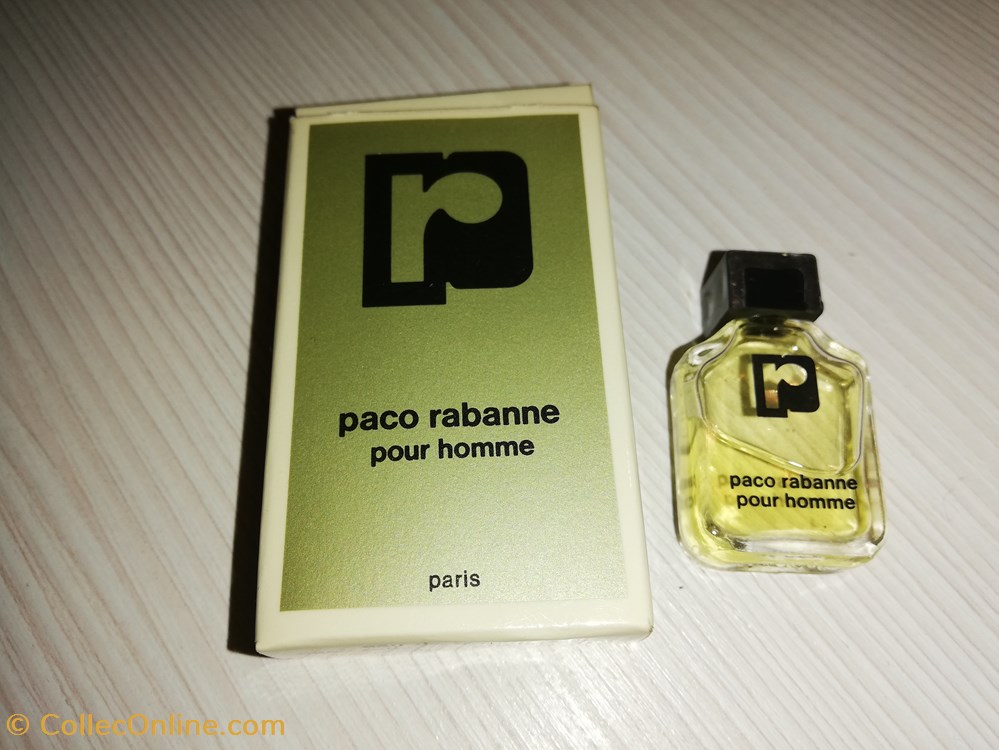 r
paco rabanne
pour homme
paris
r
paco rabanne
pour homme
© CollecOnline.com